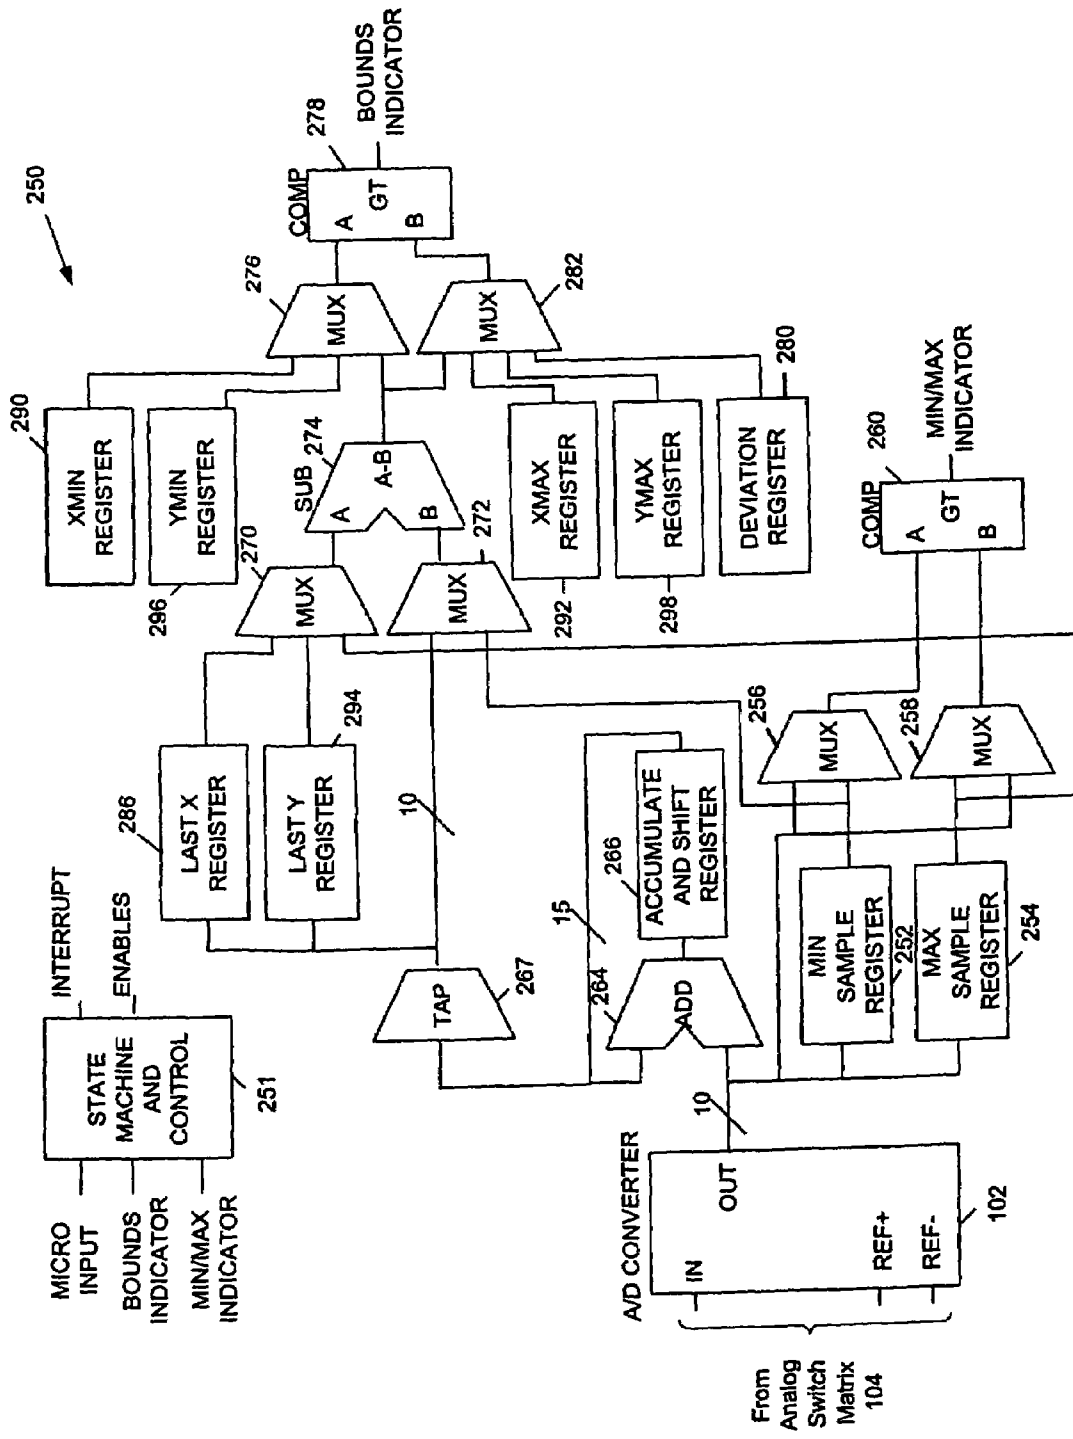 250
MICRO
INPUT
BOUNDS
INDICATOR
MIN/MAX
INDICATOR
STATE
MACHINE
AND
CONTROL
251
INTERRUPT
ENABLES
286
LAST X
REGISTER
LAST Y
REGISTER
294
290
XMIN
REGISTER
YMIN
REGISTER
296
270
MUX
SUB
274
A
B
A-B
MUX
272
276
MUX
MUX
282
COMP
A
GT
B
278
BOUNDS
INDICATOR
TAP
267
10
XMAX
REGISTER
292
YMAX
REGISTER
298
DEVIATION
REGISTER
280
15
264
ADD
266
ACCUMULATE
AND SHIFT
REGISTER
A/D CONVERTER
IN
OUT
REF+
REF-
102
10
From
Analog
Switch
Matrix
104
MIN
SAMPLE
REGISTER
252
MAX
SAMPLE
REGISTER
254
256
MUX
258
MUX
COMP
A
GT
B
260
MIN/MAX
INDICATOR